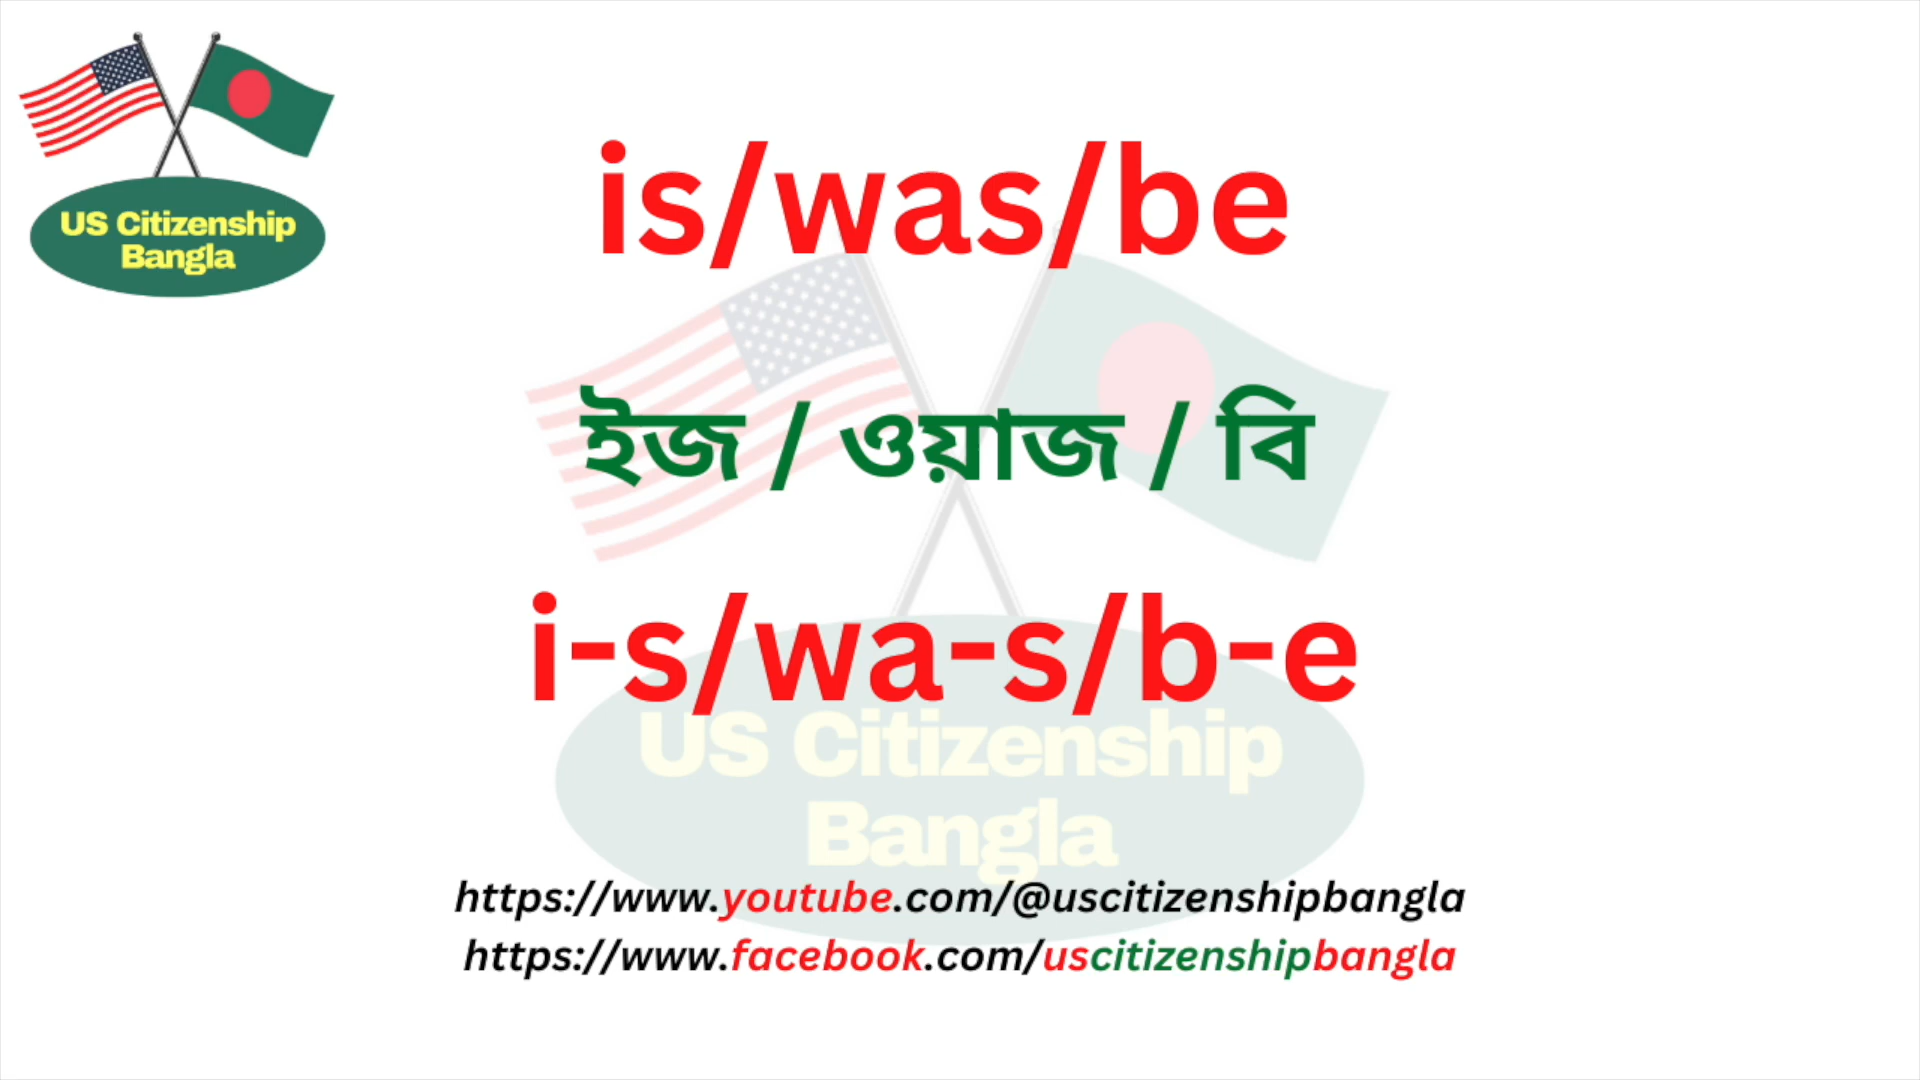 US Citizenship
Bangla
is/was/be
ইজ / ওয়াজ / বি
i-s/wa-s/b-e
US Citizenship
Bangla
https://www.youtube.com/@uscitizenshipbangla
https://www.facebook.com/uscitizenshipbangla